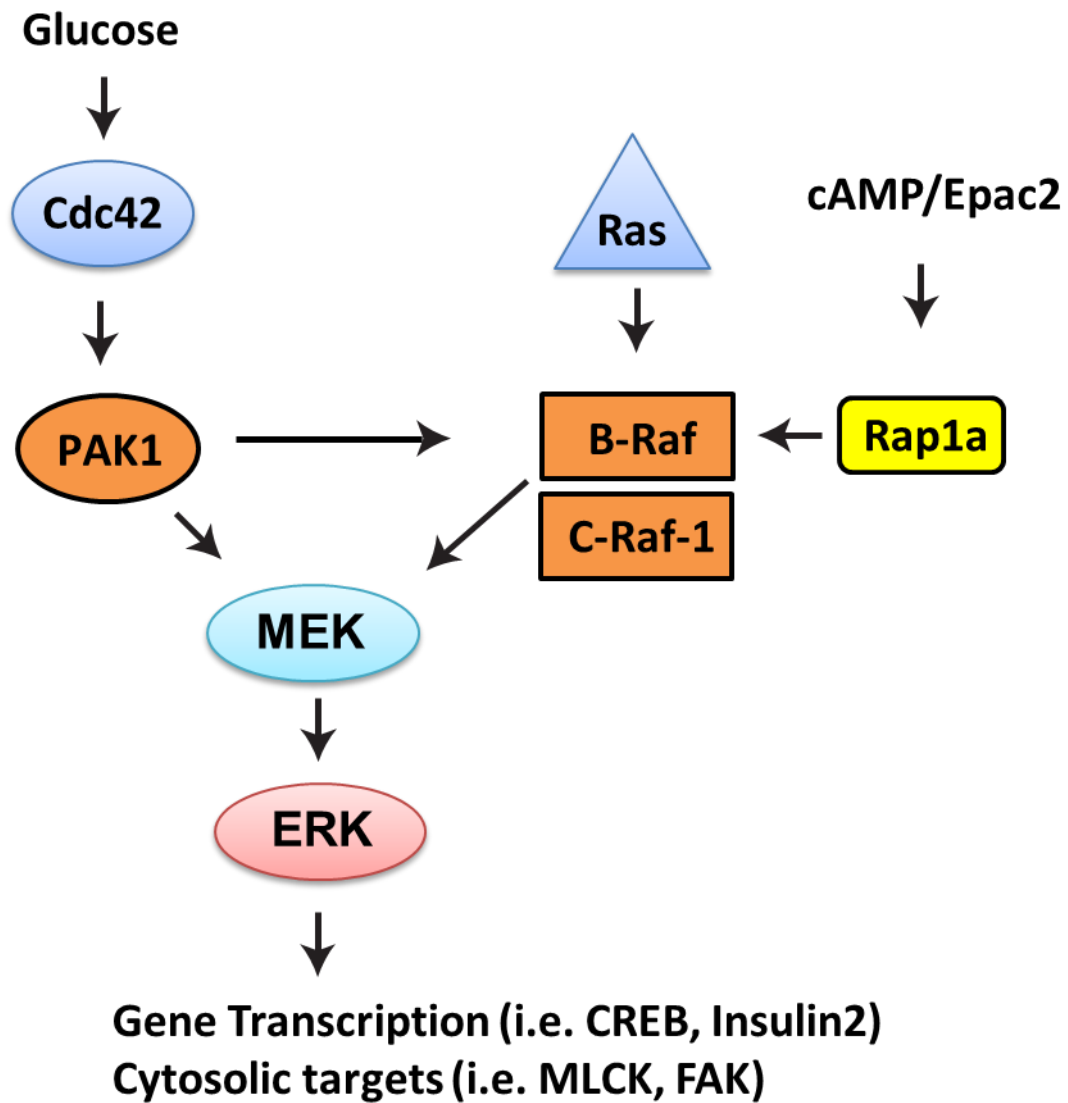 Glucose
Cdc42
Ras
cAMP/Epac2
PAK1
B-Raf
Rap1a
C-Raf-1
MEK
ERK
Gene Transcription (i.e. CREB, Insulin2)
Cytosolic targets (i.e. MLCK, FAK)